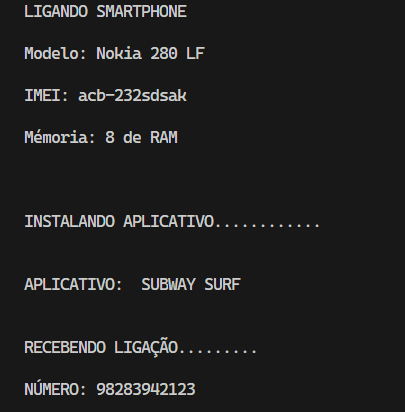 LIGANDO SMARTPHONE
Modelo: Nokia 280 LF
IMEI: acb-232sdsak
Mémoria: 8 de RAM
INSTALANDO APLICATIVO............
APLICATIVO:  SUBWAY SURF
RECEBENDO LIGAÇÃO.........
NÚMERO: 98283942123